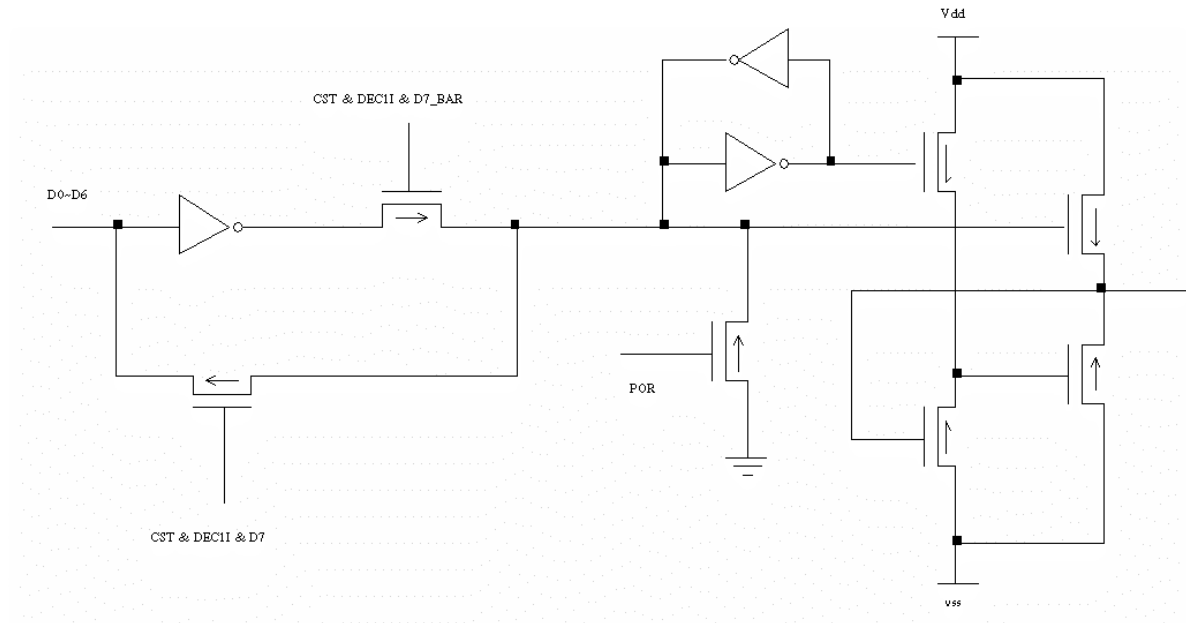 Vdd
CST & DEC1I & D7_BAR
D0~D6
POR
CST & DEC1I & D7
vss